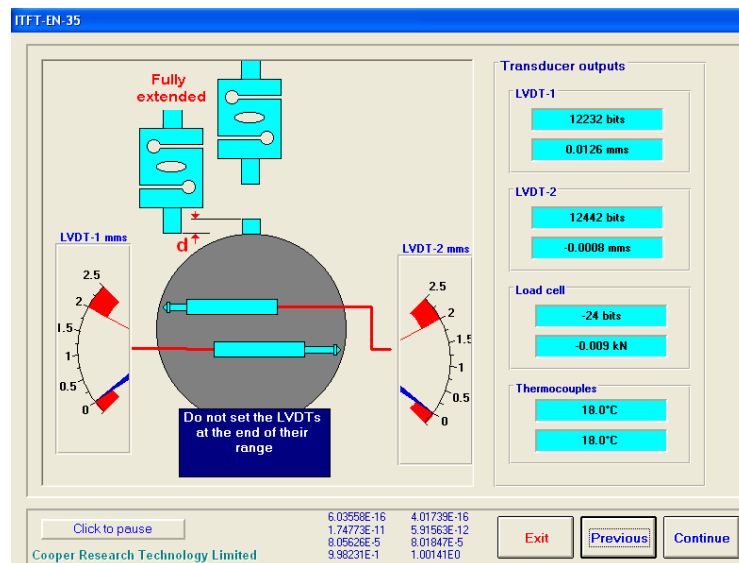 ITFT-EN-35
Fully
extended
d
LVDT-1 mms
2.5
2
1.5
1
0.5
0
LVDT-2 mms
2.5
2
1.5
1
0.5
0
Do not set the LVDTs
at the end of their
range
Transducer outputs
LVDT-1
12232 bits
0.0126 mms
LVDT-2
12442 bits
-0.0008 mms
Load cell
-24 bits
-0.009 kN
Thermocouples
18.0°C
18.0°C
Click to pause
Cooper Research Technology Limited
6.03558E-16 4.01739E-16
1.74773E-11 5.91563E-12
8.05626E-5 8.01847E-5
9.98231E-1 1.00141E0
Exit
Previous
Continue